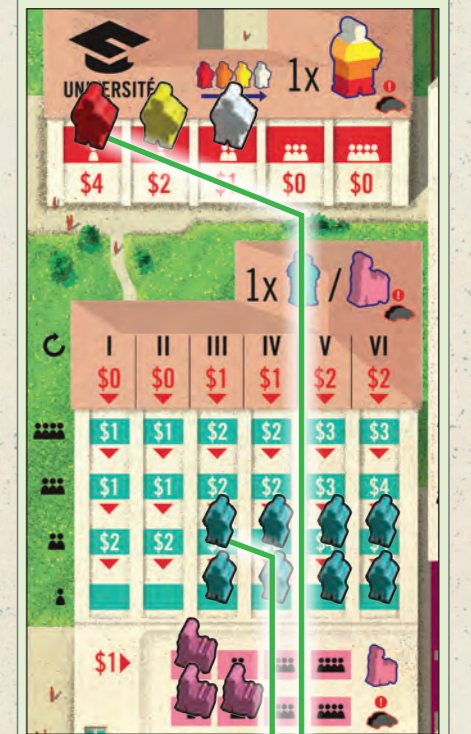 UNIVERSITÉ
1x
$4 $2 $1 $0 $0
1x /
I II III IV V VI
$0 $0 $1 $1 $2 $2
$1 $1 $2 $2 $3 $3
$1 $1 $2 $2 $3 $4
$2 $2
$1